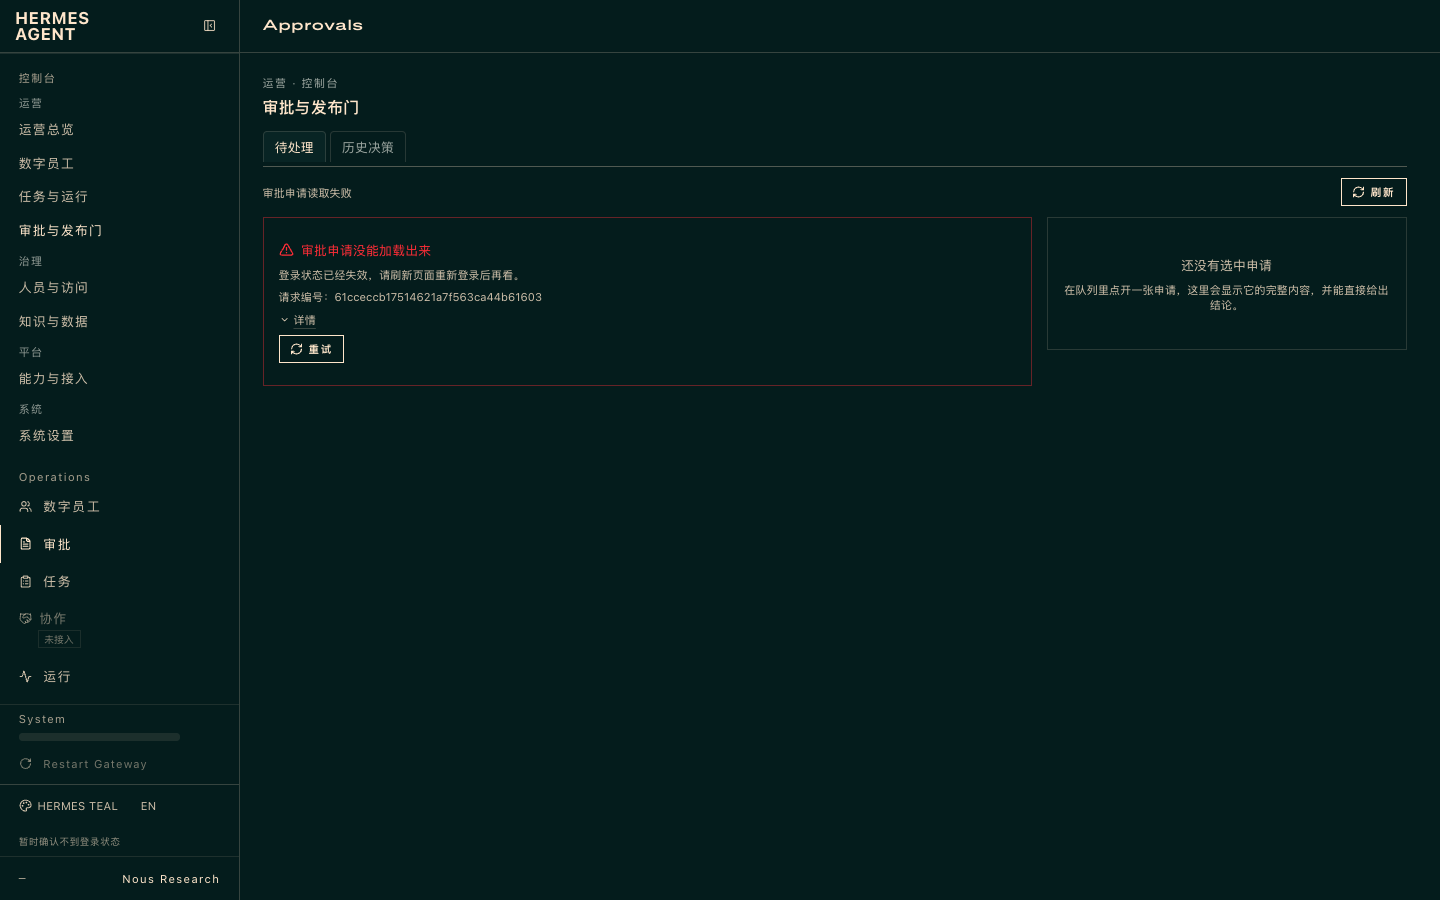 HERMES
AGENT
控制台
运营
运营总览
数字员工
任务与运行
审批与发布门
治理
人员与访问
知识与数据
平台
能力与接入
系统
系统设置
Operations
数字员工
审批
任务
协作
未接入
运行
System
Restart Gateway
HERMES TEAL EN
暂时确认不到登录状态
— Nous Research
Approvals
运营 · 控制台
审批与发布门
待处理 历史决策
审批申请读取失败
刷新
审批申请没能加载出来
登录状态已经失效，请刷新页面重新登录后再看。
请求编号：61cceccb17514621a7f563ca44b61603
详情
重试
还没有选中申请
在队列里点开一张申请，这里会显示它的完整内容，并能直接给出
结论。